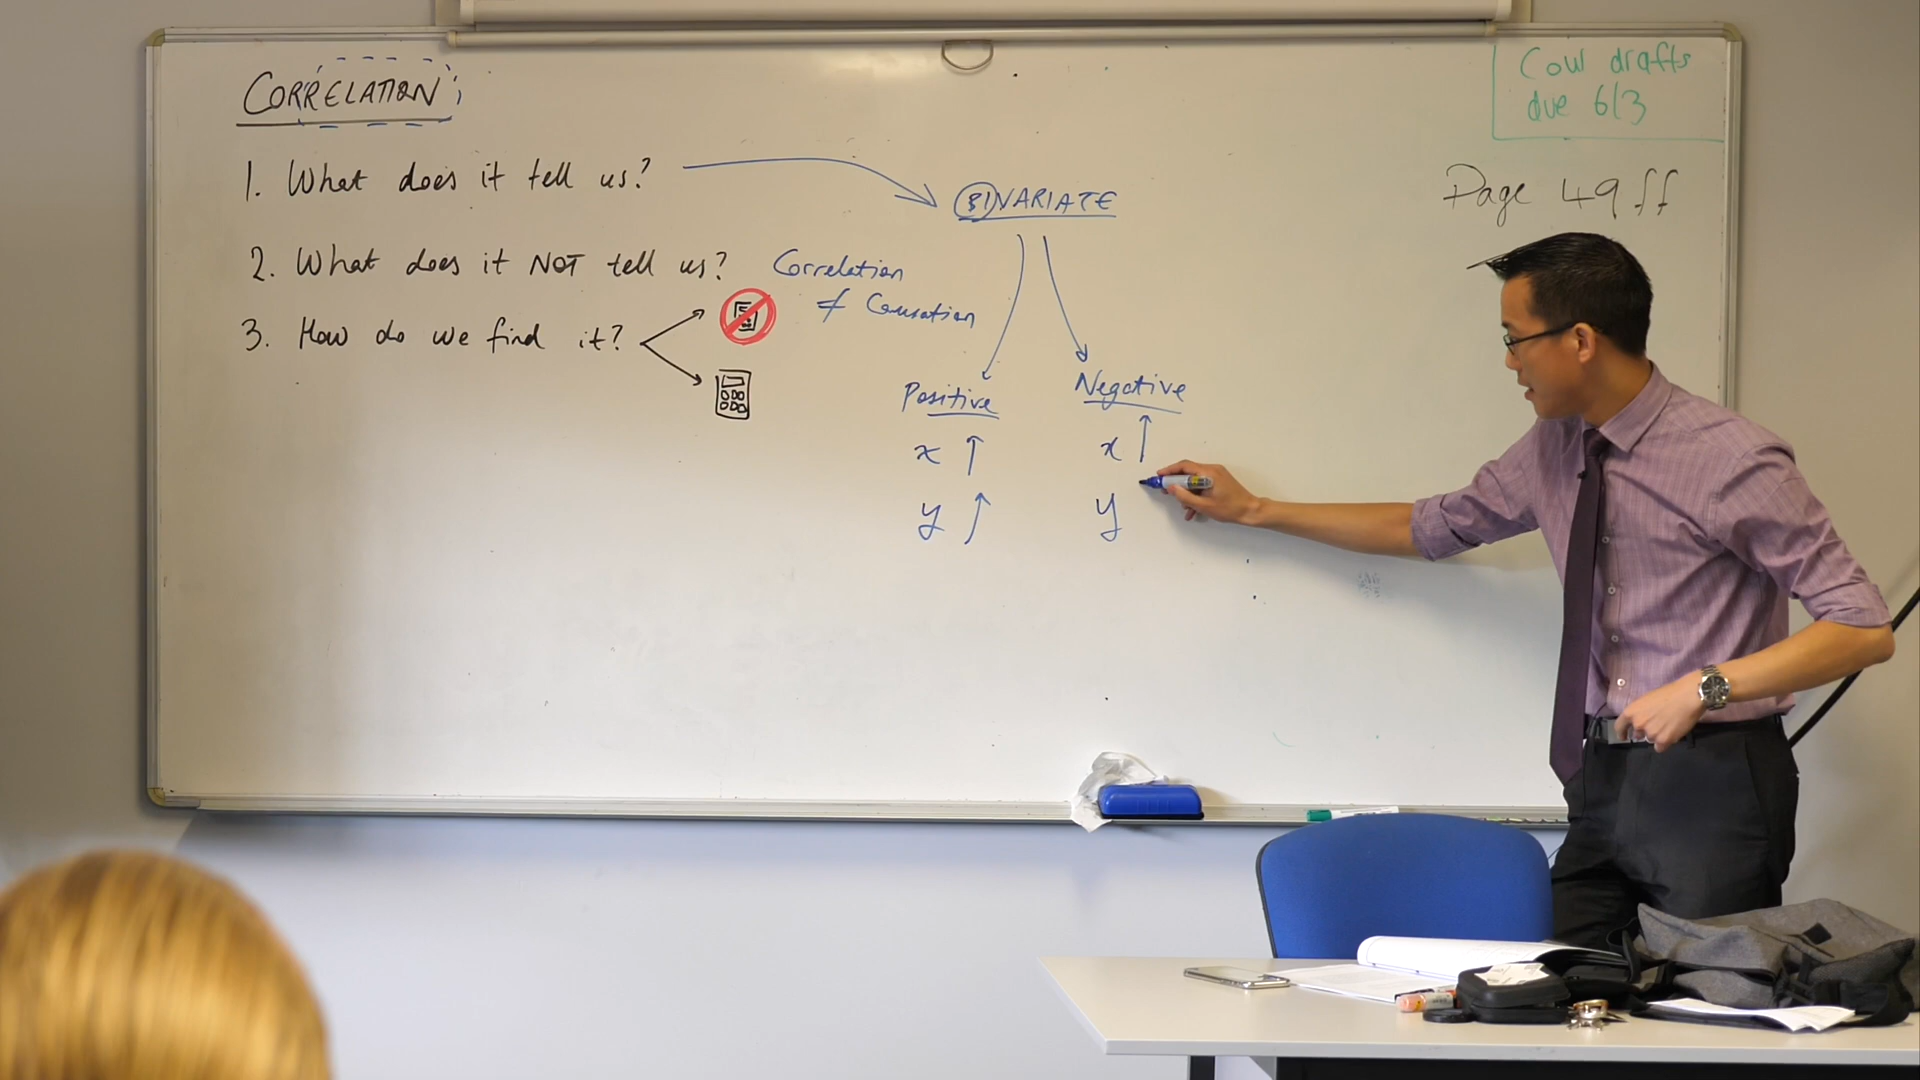 CORRELATION
1. What does it tell us?
BIVARIATE
2. What does it NOT tell us?
Correlation
≠ Causation
3. How do we find it?
Positive
x ↑
y ↑
Negative
x ↑
y
drafts
due 6/3
Page 49 ff